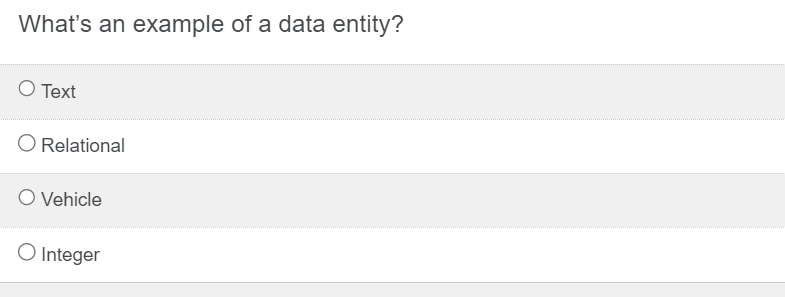 What’s an example of a data entity?
Text
Relational
Vehicle
Integer